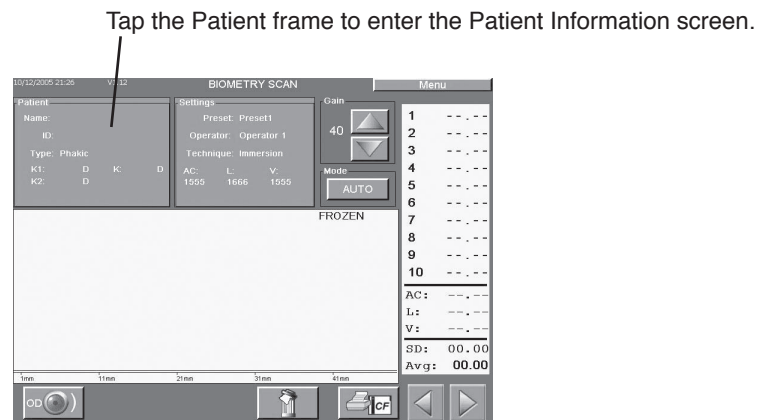 Tap the Patient frame to enter the Patient Information screen.
10/12/2005 21:26
BIOMETRY SCAN
Menu
Patient
Name:
ID:
Type: Phakic
K1: D K: D
K2: D
Settings
Preset: Preset1
Operator: Operator 1
Technique: Immersion
AC: L: V:
1555 1666 1555
Gain
40
Mode
AUTO
FROZEN
1 --.--
2 --.--
3 --.--
4 --.--
5 --.--
6 --.--
7 --.--
8 --.--
9 --.--
10 --.--
AC: --.--
L: --.--
V: --.--
SD: 00.00
Avg: 00.00
1mm 11mm 21mm 31mm 41mm
OD
CF